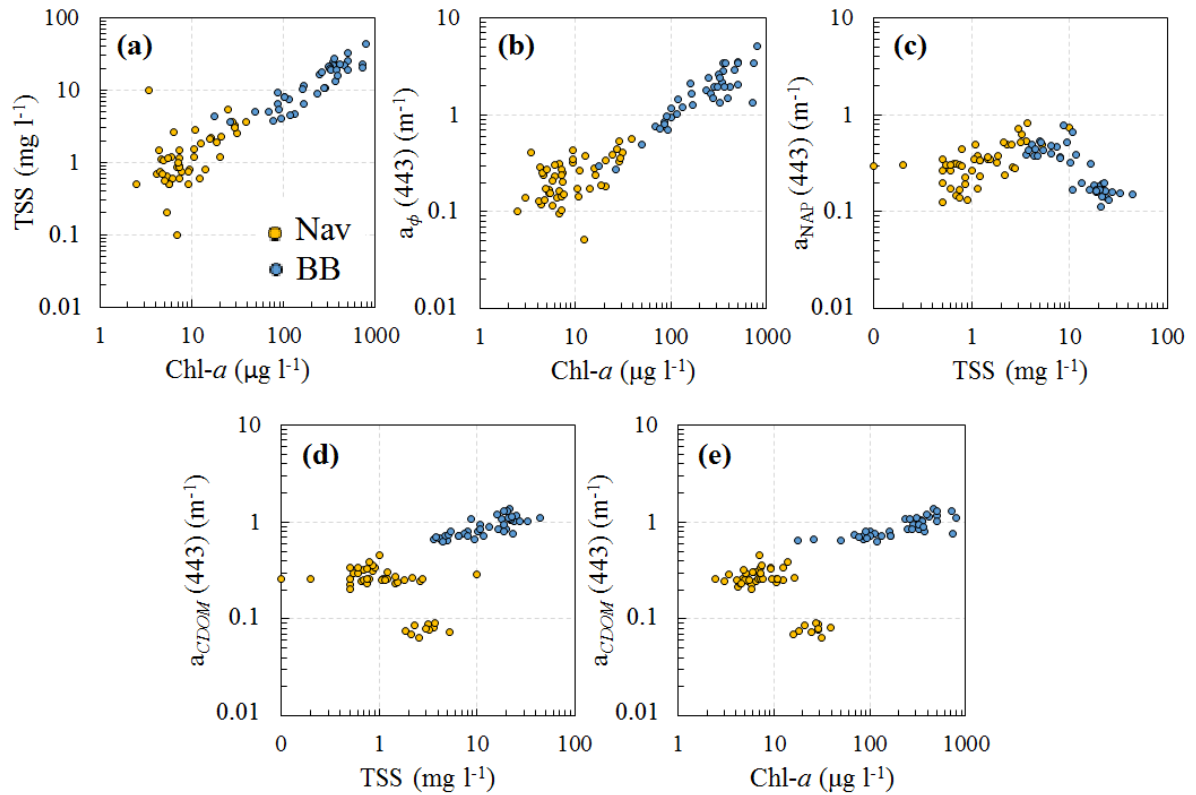 (a)
TSS (mg l-1)
100
10
1
0.1
0.01
1 10 100 1000
Chl-a (μg l-1)
Nav
BB
(b)
aϕ (443) (m-1)
10
1
0.1
0.01
1 10 100 1000
Chl-a (μg l-1)
(c)
aNAP (443) (m-1)
10
1
0.1
0.01
0 1 10 100
TSS (mg l-1)
(d)
aCDOM (443) (m-1)
10
1
0.1
0.01
0 1 10 100
TSS (mg l-1)
(e)
aCDOM (443) (m-1)
10
1
0.1
0.01
1 10 100 1000
Chl-a (μg l-1)